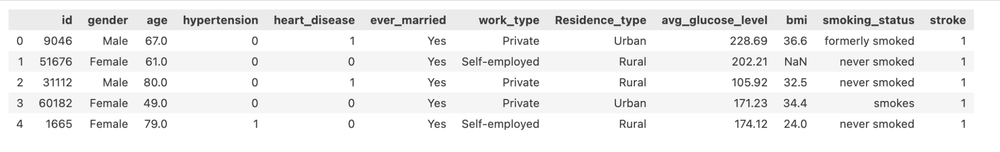 id gender age hypertension heart_disease ever_married work_type Residence_type avg_glucose_level bmi smoking_status stroke
0 9046 Male 67.0 0 1 Yes Private Urban 228.69 36.6 formerly smoked 1
1 51676 Female 61.0 0 0 Yes Self-employed Rural 202.21 NaN never smoked 1
2 31112 Male 80.0 0 1 Yes Private Rural 105.92 32.5 never smoked 1
3 60182 Female 49.0 0 0 Yes Private Urban 171.23 34.4 smokes 1
4 1665 Female 79.0 1 0 Yes Self-employed Rural 174.12 24.0 never smoked 1